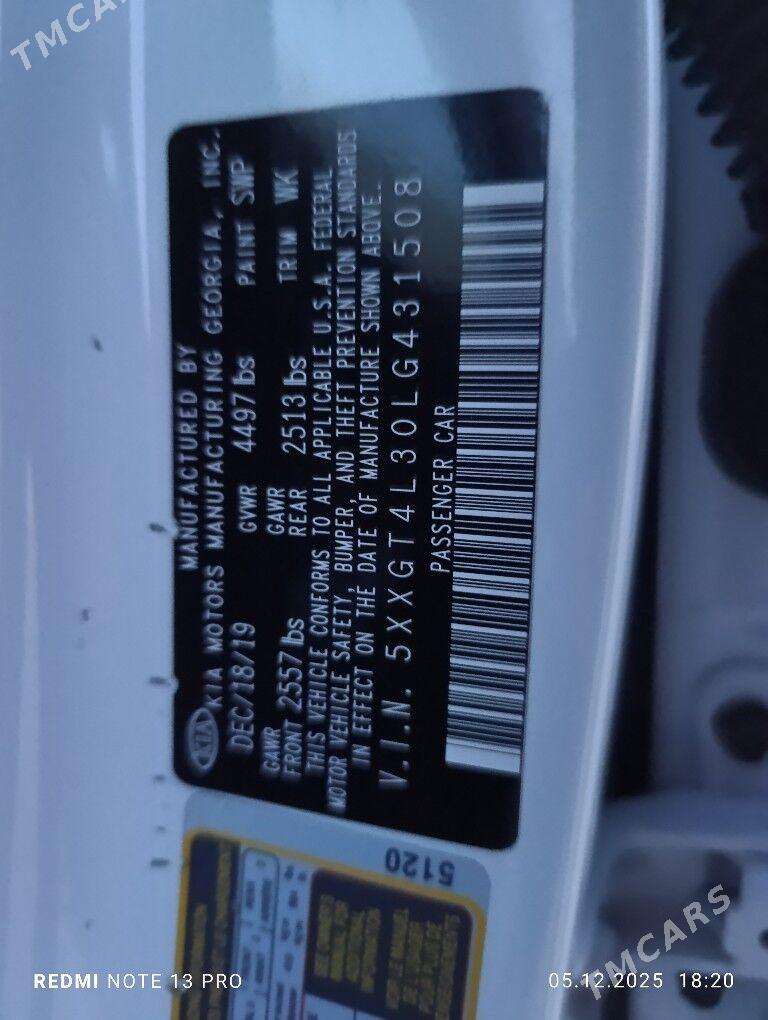 TMCARS
MANUFACTURED BY
KIA KIA MOTORS MANUFACTURING GEORGIA, INC.
DEC/18/19 GVWR 4497 lbs PAINT SWP
GAWR GAWR
FRONT 2557 lbs REAR 2513 lbs TRIM WK
THIS VEHICLE CONFORMS TO ALL APPLICABLE U.S.A. FEDERAL
MOTOR VEHICLE SAFETY, BUMPER, AND THEFT PREVENTION STANDARDS
IN EFFECT ON THE DATE OF MANUFACTURE SHOWN ABOVE.
V.I.N. 5XXGT4L30LG431508
PASSENGER CAR
5120
TMCARS
REDMI NOTE 13 PRO
05.12.2025 18:20